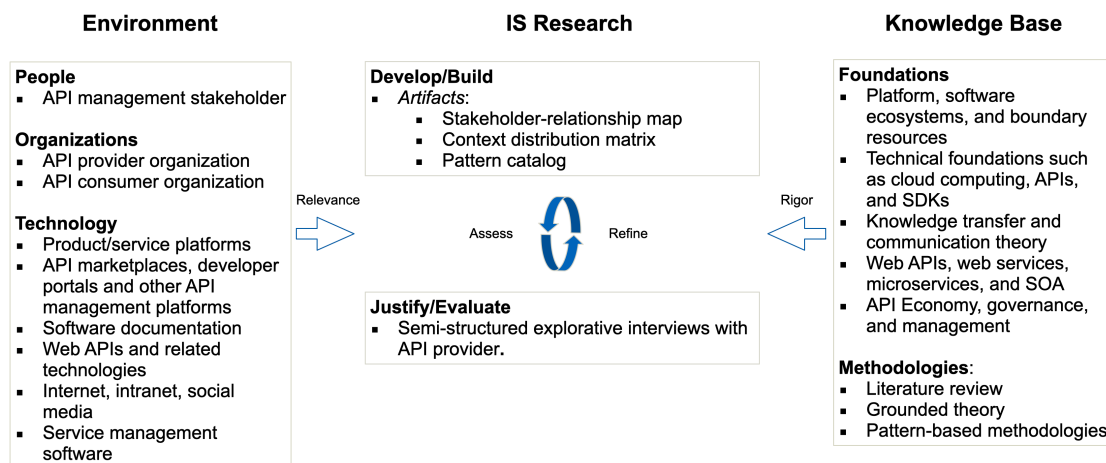 Environment
People
▪ API management stakeholder
Organizations
▪ API provider organization
▪ API consumer organization
Technology
▪ Product/service platforms
▪ API marketplaces, developer
portals and other API
management platforms
▪ Software documentation
▪ Web APIs and related
technologies
▪ Internet, intranet, social
media
▪ Service management
software
Relevance
IS Research
Develop/Build
▪ Artifacts:
▪ Stakeholder-relationship map
▪ Context distribution matrix
▪ Pattern catalog
Assess
Refine
Justify/Evaluate
▪ Semi-structured explorative interviews with
API provider.
Rigor
Knowledge Base
Foundations
▪ Platform, software
ecosystems, and boundary
resources
▪ Technical foundations such
as cloud computing, APIs,
and SDKs
▪ Knowledge transfer and
communication theory
▪ Web APIs, web services,
microservices, and SOA
▪ API Economy, governance,
and management
Methodologies:
▪ Literature review
▪ Grounded theory
▪ Pattern-based methodologies